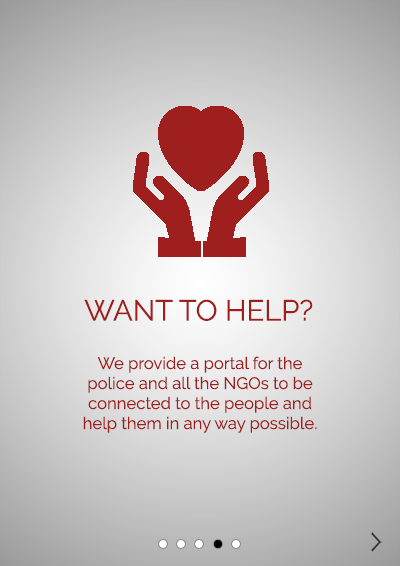 WANT TO HELP?
We provide a portal for the
police and all the NGOs to be
connected to the people and
help them in any way possible.